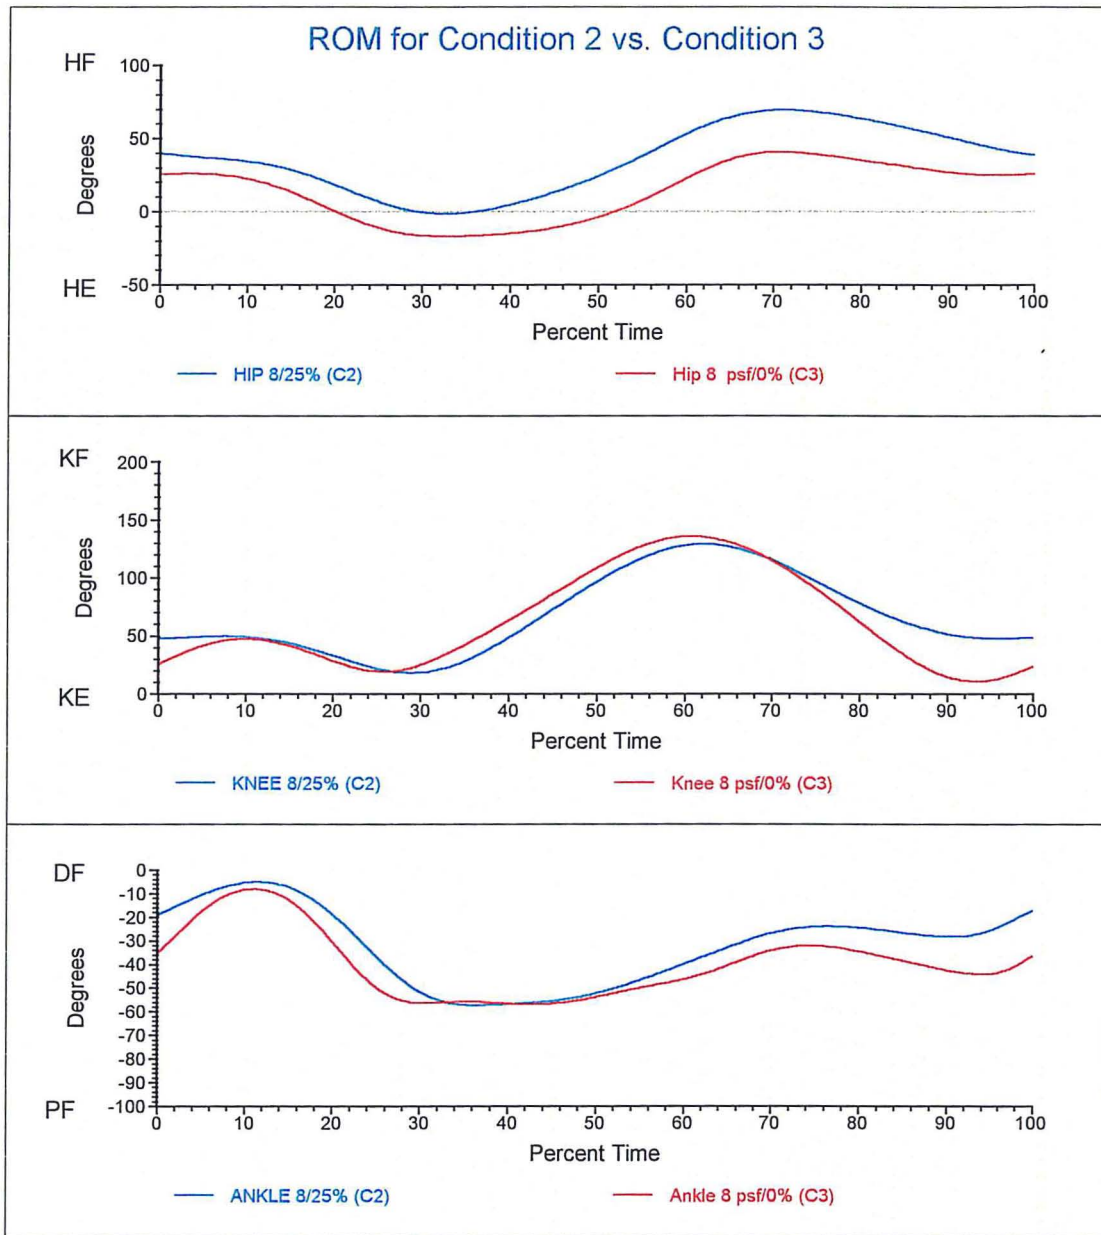 ROM for Condition 2 vs. Condition 3
HF
100
50
0
-50
Degrees
HE
0 10 20 30 40 50 60 70 80 90 100
Percent Time
HIP 8/25% (C2) Hip 8 psf/0% (C3)
KF
200
150
100
50
0
Degrees
KE
0 10 20 30 40 50 60 70 80 90 100
Percent Time
KNEE 8/25% (C2) Knee 8 psf/0% (C3)
DF
0
-10
-20
-30
-40
-50
-60
-70
-80
-90
-100
Degrees
PF
0 10 20 30 40 50 60 70 80 90 100
Percent Time
ANKLE 8/25% (C2) Ankle 8 psf/0% (C3)